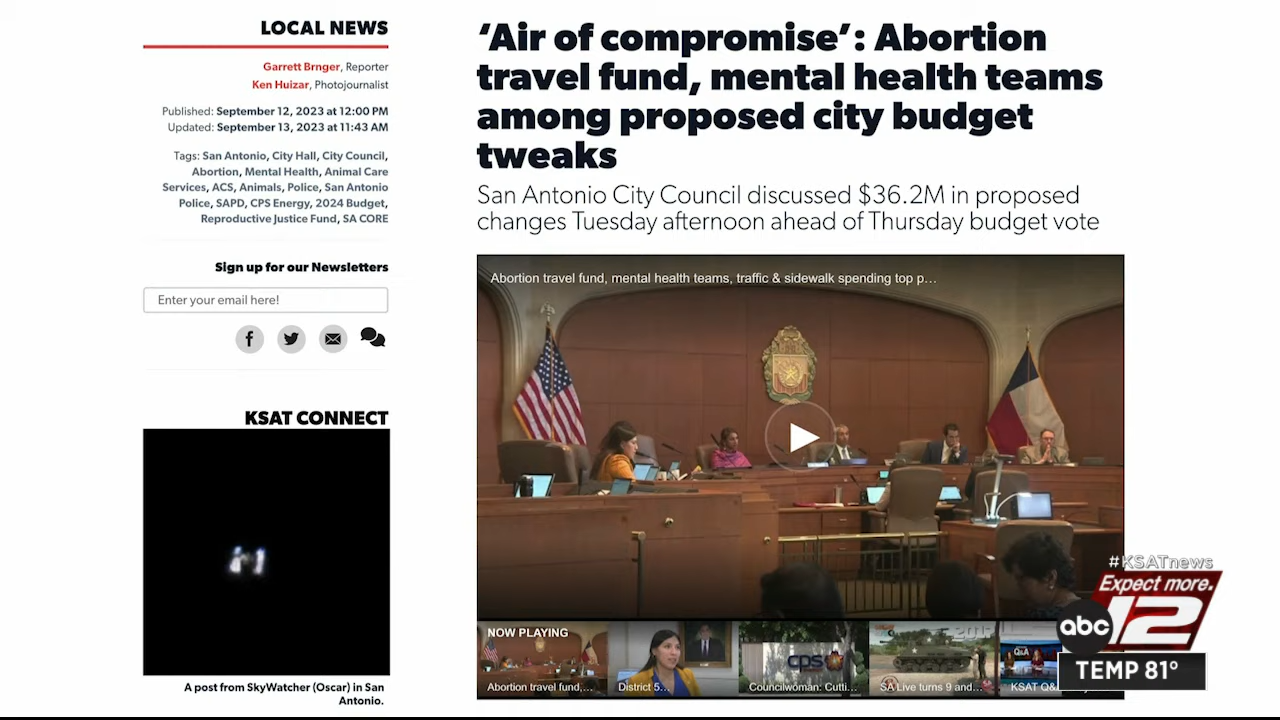 LOCAL NEWS
Garrett Brnger, Reporter
Ken Huizar, Photojournalist
Published: September 12, 2023 at 12:00 PM
Updated: September 13, 2023 at 11:43 AM
Tags: San Antonio, City Hall, City Council,
Abortion, Mental Health, Animal Care
Services, ACS, Animals, Police, San Antonio
Police, SAPD, CPS Energy, 2024 Budget,
Reproductive Justice Fund, SA CORE
Sign up for our Newsletters
Enter your email here!
KSAT CONNECT
A post from SkyWatcher (Oscar) in San
Antonio.
‘Air of compromise’: Abortion
travel fund, mental health teams
among proposed city budget
tweaks
San Antonio City Council discussed $36.2M in proposed
changes Tuesday afternoon ahead of Thursday budget vote
Abortion travel fund, mental health teams, traffic & sidewalk spending top p...
NOW PLAYING
Abortion travel fund,...
District 5...
cps
Councilwoman: Cutti...
2017
SA Live turns 9 and...
Q&A
KSAT Q&A
#KSATnews
Expect more.
abc 12
TEMP 81°